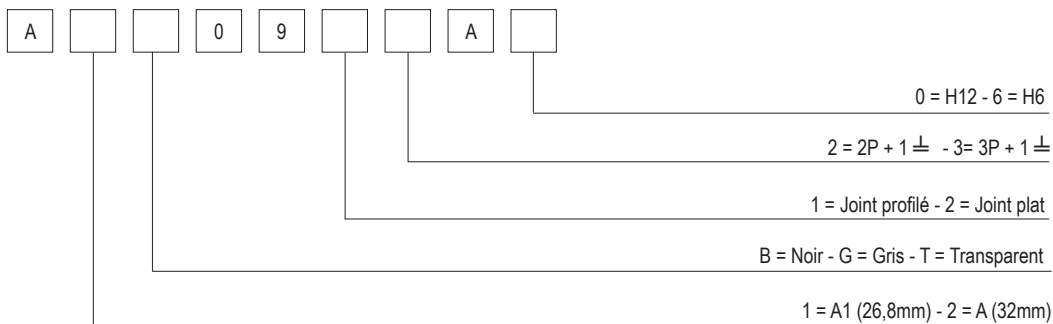 A 0 9 A
0 = H12 - 6 = H6
2 = 2P + 1 ⏚ - 3= 3P + 1 ⏚
1 = Joint profilé - 2 = Joint plat
B = Noir - G = Gris - T = Transparent
1 = A1 (26,8mm) - 2 = A (32mm)